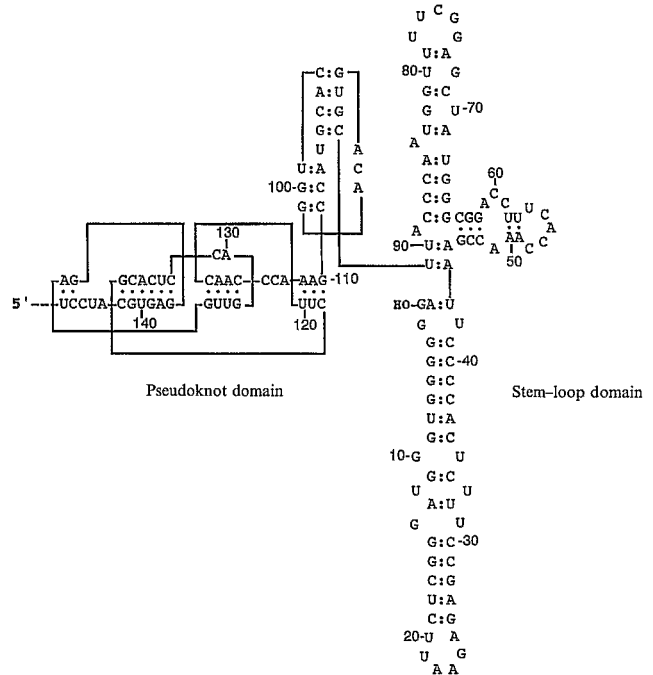 U C G
U G
U:A
C:G 80-U G
A:U G:C
C:G G U-70
G:C U:A
U A A A:U
U:A C C:G 60
100-G:C A C:G A C C U U U C
G:C C:G CGG A
130 A U:A GCC A AA C C
CA 90 50
AG GCACUC CAAC CCA AAG-110 U:A
5'---UCCUA CGUGAG GUUG UUC HO-GA:U
140 120 G U
G:C
G:C-40
G:C
G:C
U:A
G:C
10-G U
G:C
U U
A:U
G U
G:C-30
G:C
C:G
U:A
C:G
20-U A
U G
A A
Pseudoknot domain
Stem–loop domain